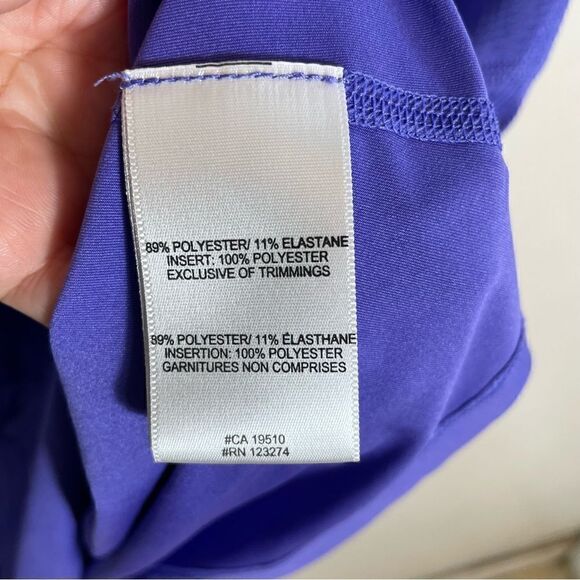 89% POLYESTER/ 11% ELASTANE
INSERT: 100% POLYESTER
EXCLUSIVE OF TRIMMINGS
89% POLYESTER/ 11% ÉLASTHANE
INSERTION: 100% POLYESTER
GARNITURES NON COMPRISES
#CA 19510
#RN 123274